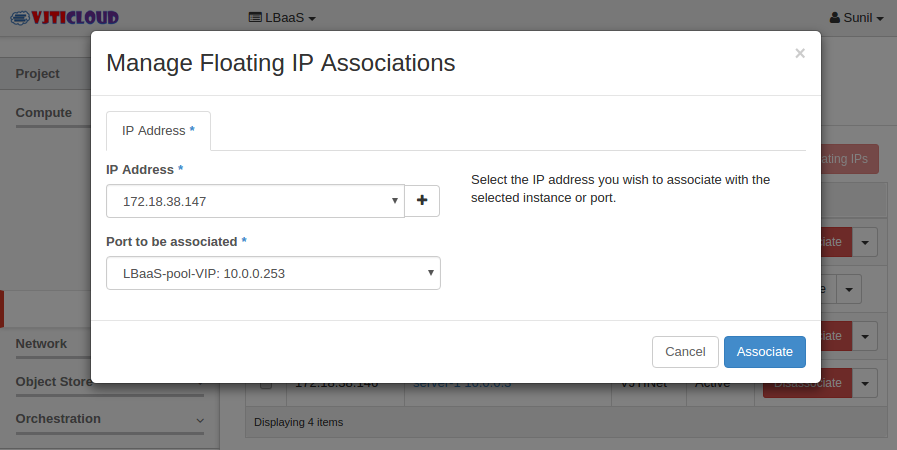 VJTICLOUD
LBaaS
Sunil
Manage Floating IP Associations
×
Project
Compute
IP Address *
IP Address *
172.18.38.147
Select the IP address you wish to associate with the
selected instance or port.
Port to be associated *
LBaaS-pool-VIP: 10.0.0.253
ating IPs
iate
e
iate
Cancel
Associate
Network
Object Store
172.18.38.146
server-1 10.0.0.3
VJTINet
Active
Disassociate
Orchestration
Displaying 4 items